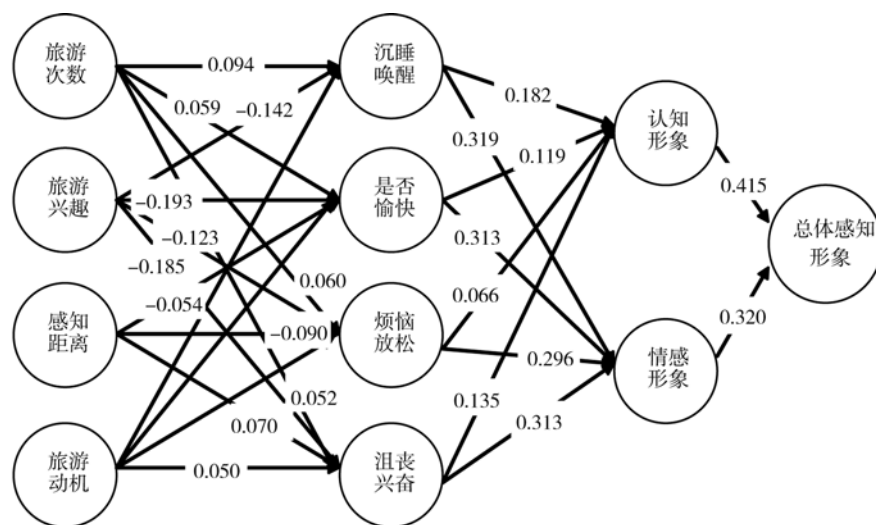 旅游
次数
沉睡
唤醒
0.094
0.059
-0.142
0.182
认知
形象
0.319
旅游
兴趣
是否
愉快
0.119
-0.193
0.415
-0.123
总体感知
形象
0.313
-0.185
0.060
0.066
-0.054
0.320
感知
距离
-0.090
烦恼
放松
0.296
情感
形象
0.052
0.135
0.070
0.313
旅游
动机
0.050
沮丧
兴奋